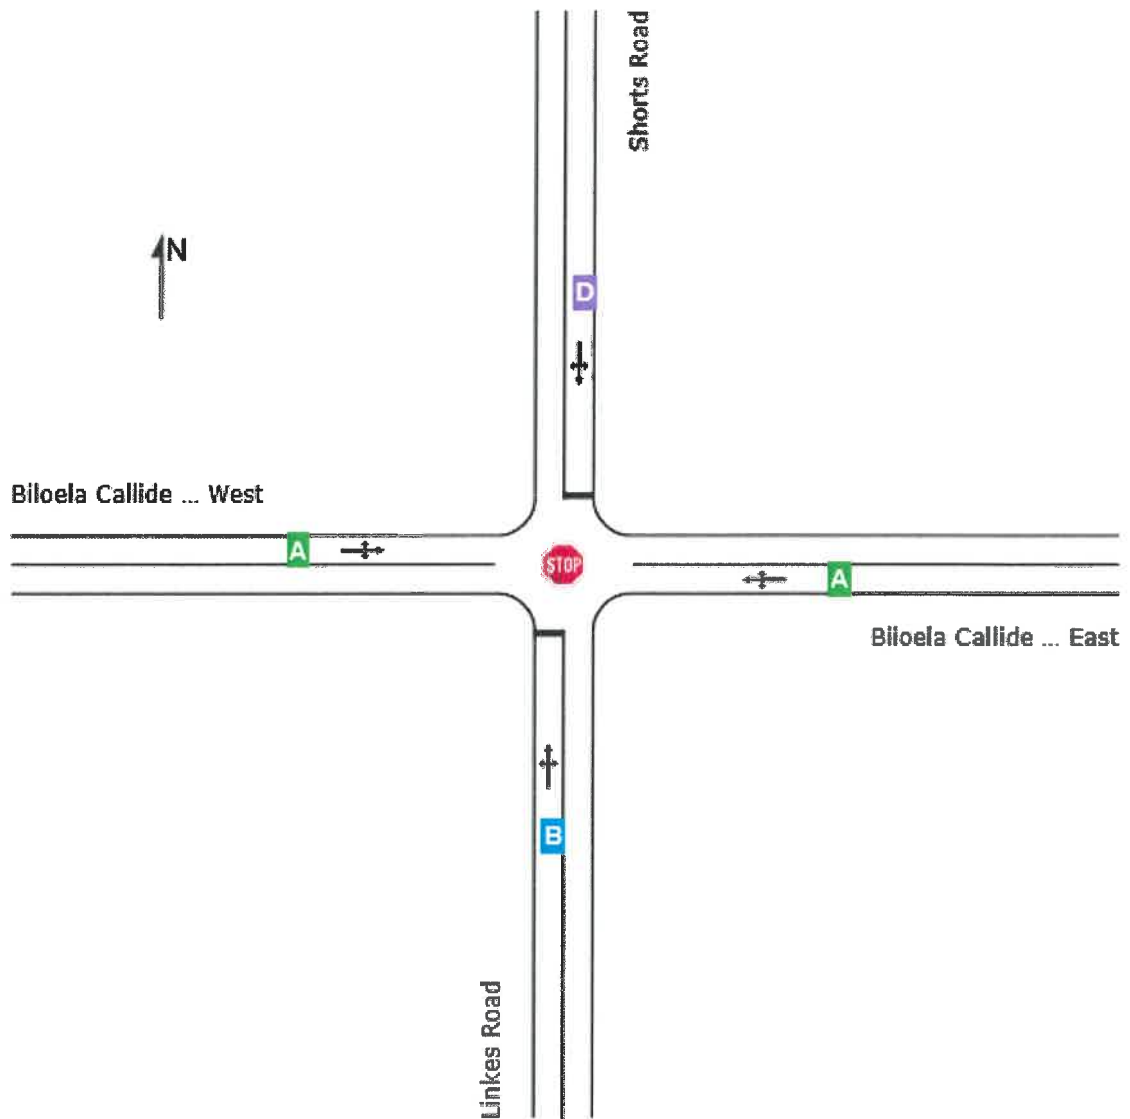 Shorts Road
N
D
Biloela Callide ... West
A
STOP
A
Biloela Callide ... East
B
Linkes Road